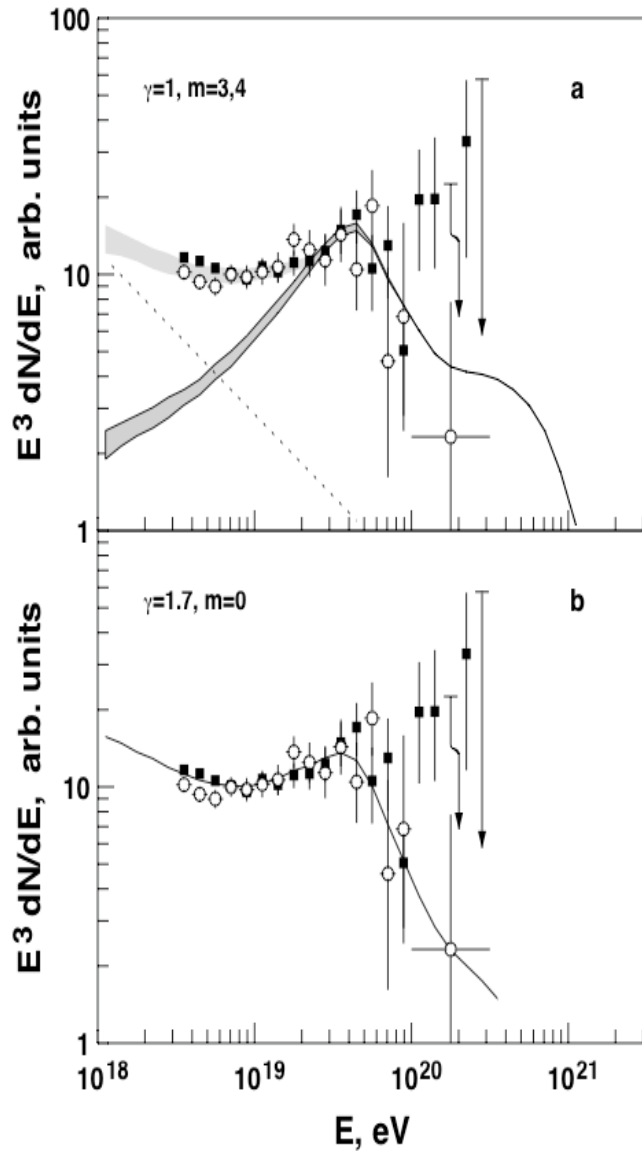 100
γ=1, m=3,4
a
E³ dN/dE, arb. units
10
1
γ=1.7, m=0
b
E³ dN/dE, arb. units
10
1
10¹⁸ 10¹⁹ 10²⁰ 10²¹
E, eV